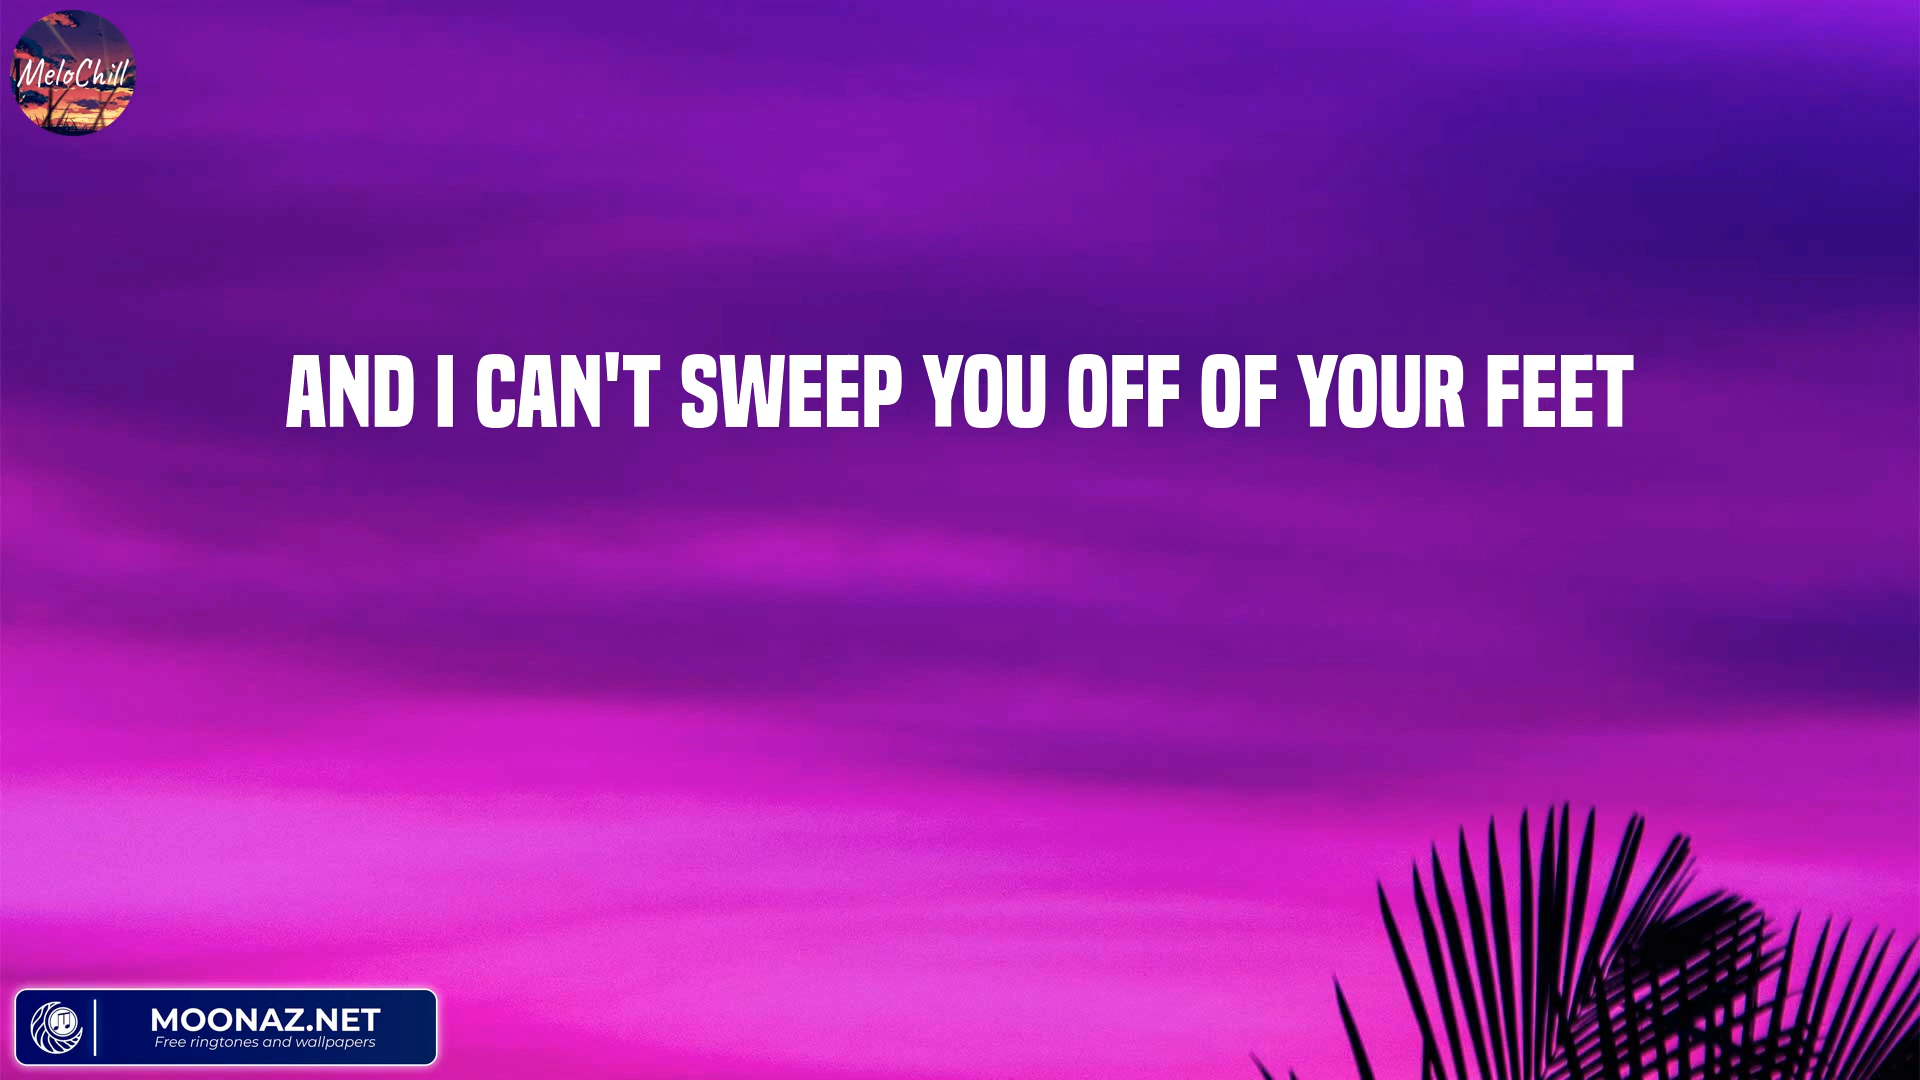 MeloChill
AND I CAN'T SWEEP YOU OFF OF YOUR FEET
MOONAZ.NET
Free ringtones and wallpapers